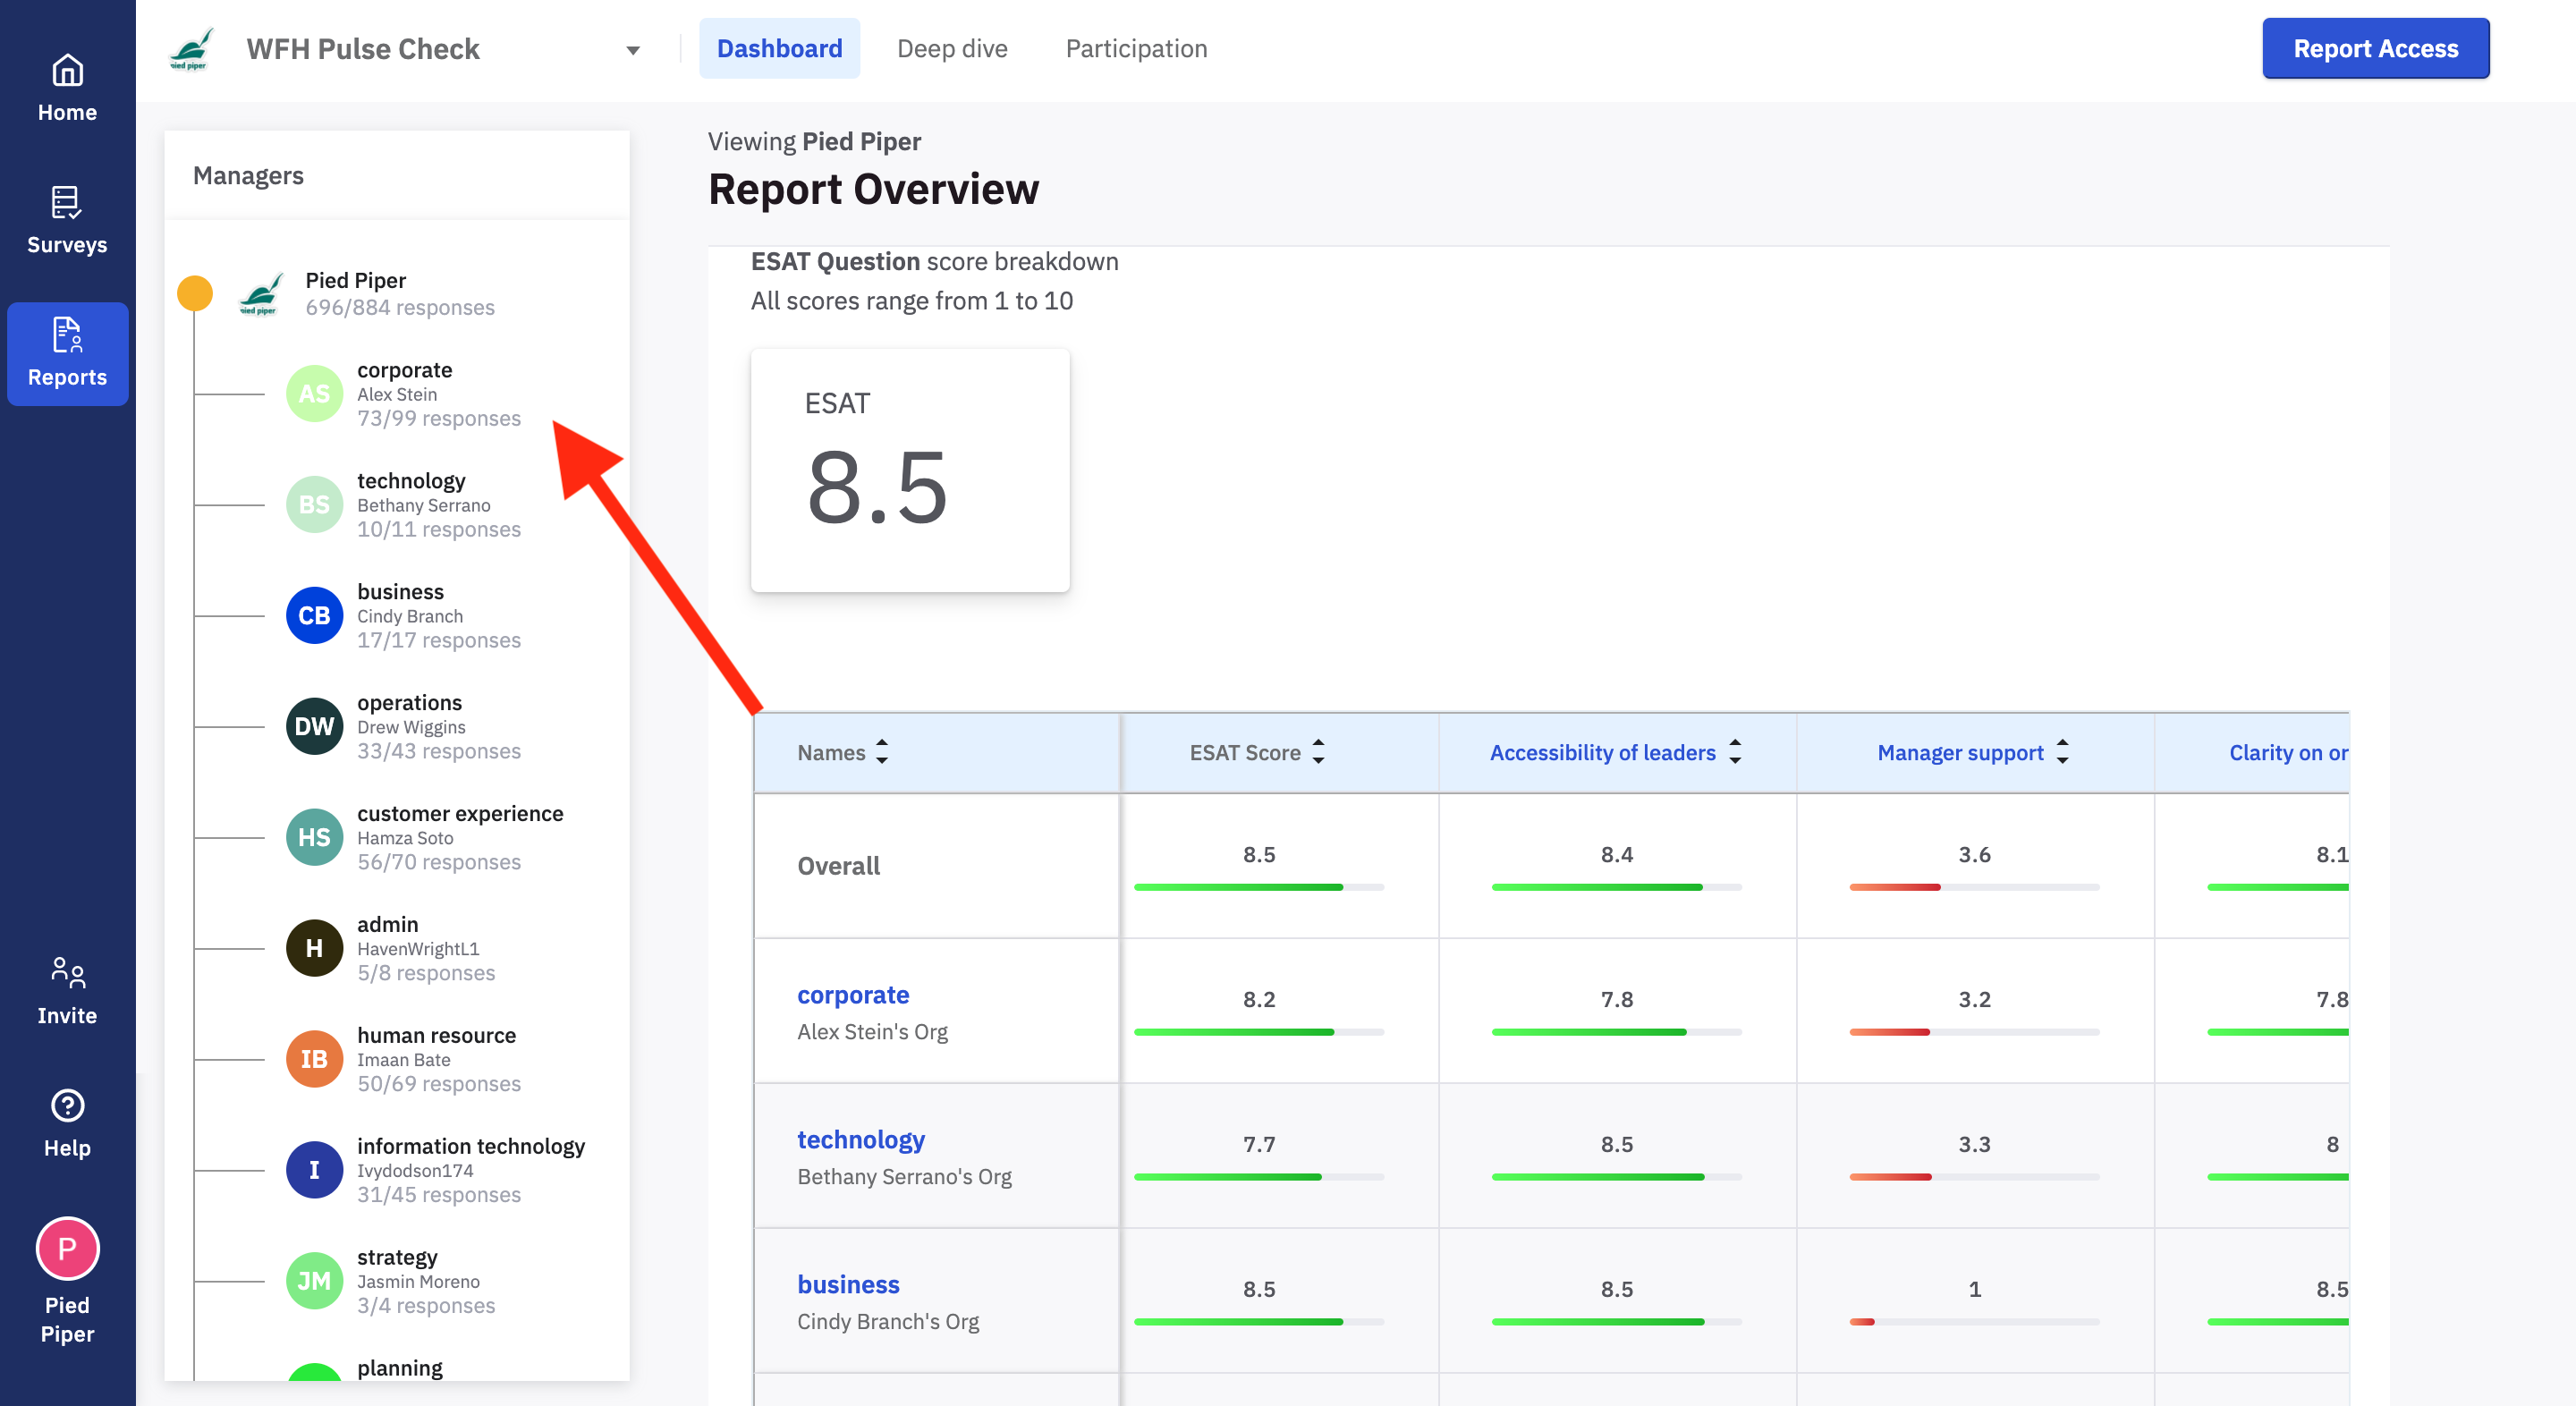 Home
Surveys
Reports
Invite
Help
P
Pied
Piper
pied piper
WFH Pulse Check
Dashboard
Deep dive
Participation
Report Access
Managers
pied piper
Pied Piper
696/884 responses
AS
corporate
Alex Stein
73/99 responses
BS
technology
Bethany Serrano
10/11 responses
CB
business
Cindy Branch
17/17 responses
DW
operations
Drew Wiggins
33/43 responses
HS
customer experience
Hamza Soto
56/70 responses
H
admin
HavenWrightL1
5/8 responses
IB
human resource
Imaan Bate
50/69 responses
I
information technology
Ivydodson174
31/45 responses
JM
strategy
Jasmin Moreno
3/4 responses
planning
Viewing Pied Piper
Report Overview
ESAT Question score breakdown
All scores range from 1 to 10
ESAT
8.5
Names ESAT Score Accessibility of leaders Manager support Clarity on or
Overall 8.5 8.4 3.6 8.1
corporate 8.2 7.8 3.2 7.8
Alex Stein's Org
technology 7.7 8.5 3.3 8
Bethany Serrano's Org
business 8.5 8.5 1 8.5
Cindy Branch's Org